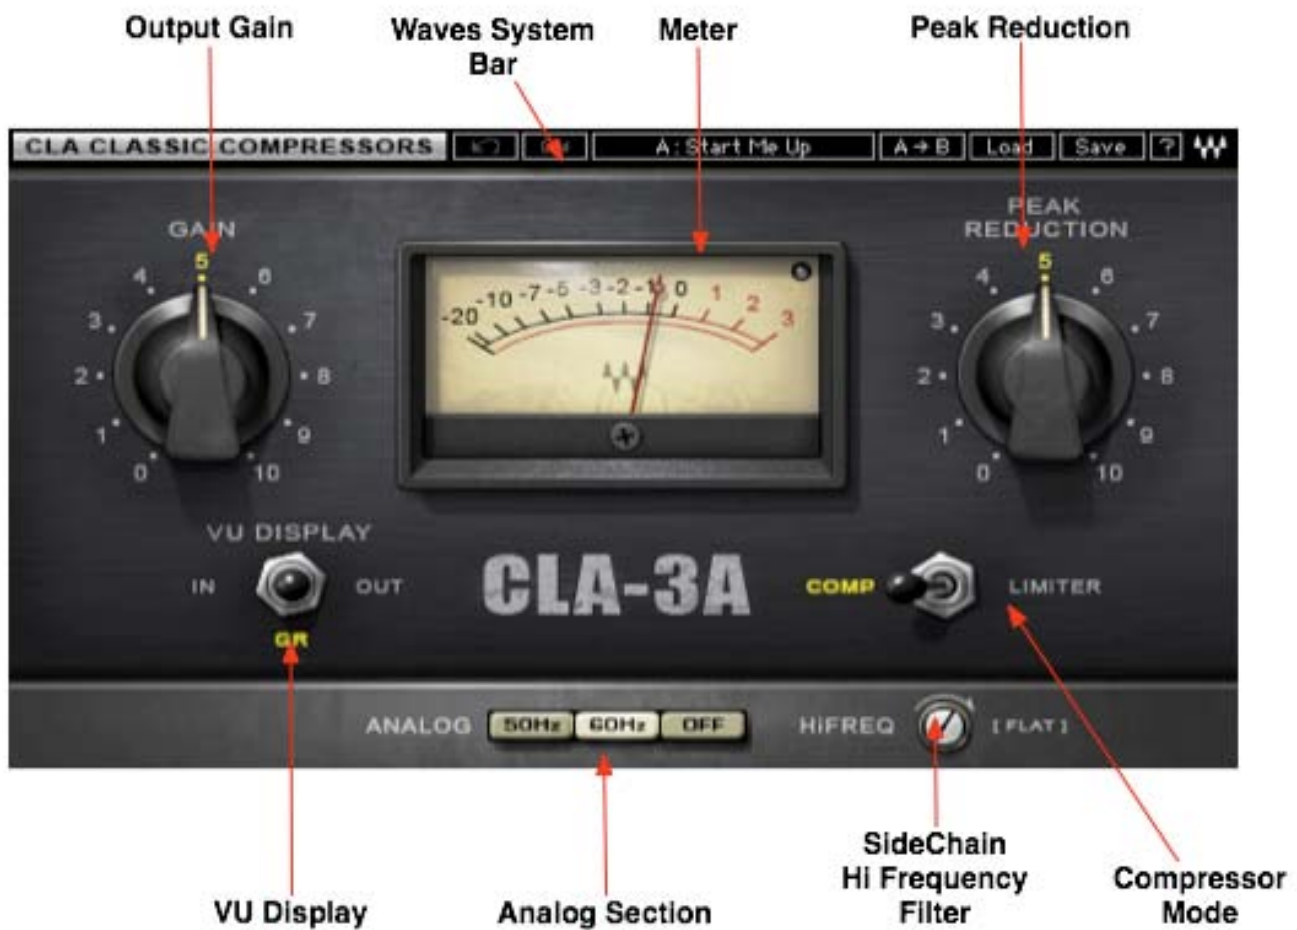 Output Gain
Waves System
Bar
Meter
Peak Reduction
CLA CLASSIC COMPRESSORS
A: Start Me Up
A→B
Load
Save
?
GAIN
0
1
2
3
4
5
6
7
8
9
10
-20
-10
-7
-5
-3
-2
-1
0
1
2
3
PEAK
REDUCTION
0
1
2
3
4
5
6
7
8
9
10
VU DISPLAY
IN
OUT
GR
CLA-3A
COMP
LIMITER
ANALOG
50Hz
60Hz
OFF
HiFREQ
[FLAT]
VU Display
Analog Section
SideChain
Hi Frequency
Filter
Compressor
Mode